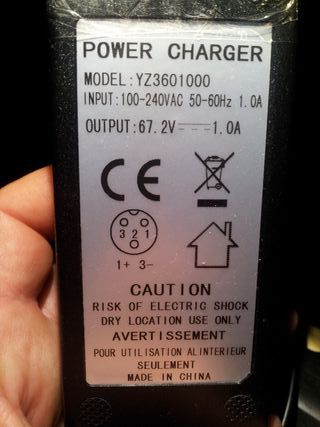 POWER CHARGER
MODEL:YZ3601000
INPUT:100-240VAC 50-60Hz 1.0A
OUTPUT:67.2V⎓1.0A
CE
3 2 1
1+ 3-
CAUTION
RISK OF ELECTRIC SHOCK
DRY LOCATION USE ONLY
AVERTISSEMENT
POUR UTILISATION ALINTERIEUR
SEULEMENT
MADE IN CHINA